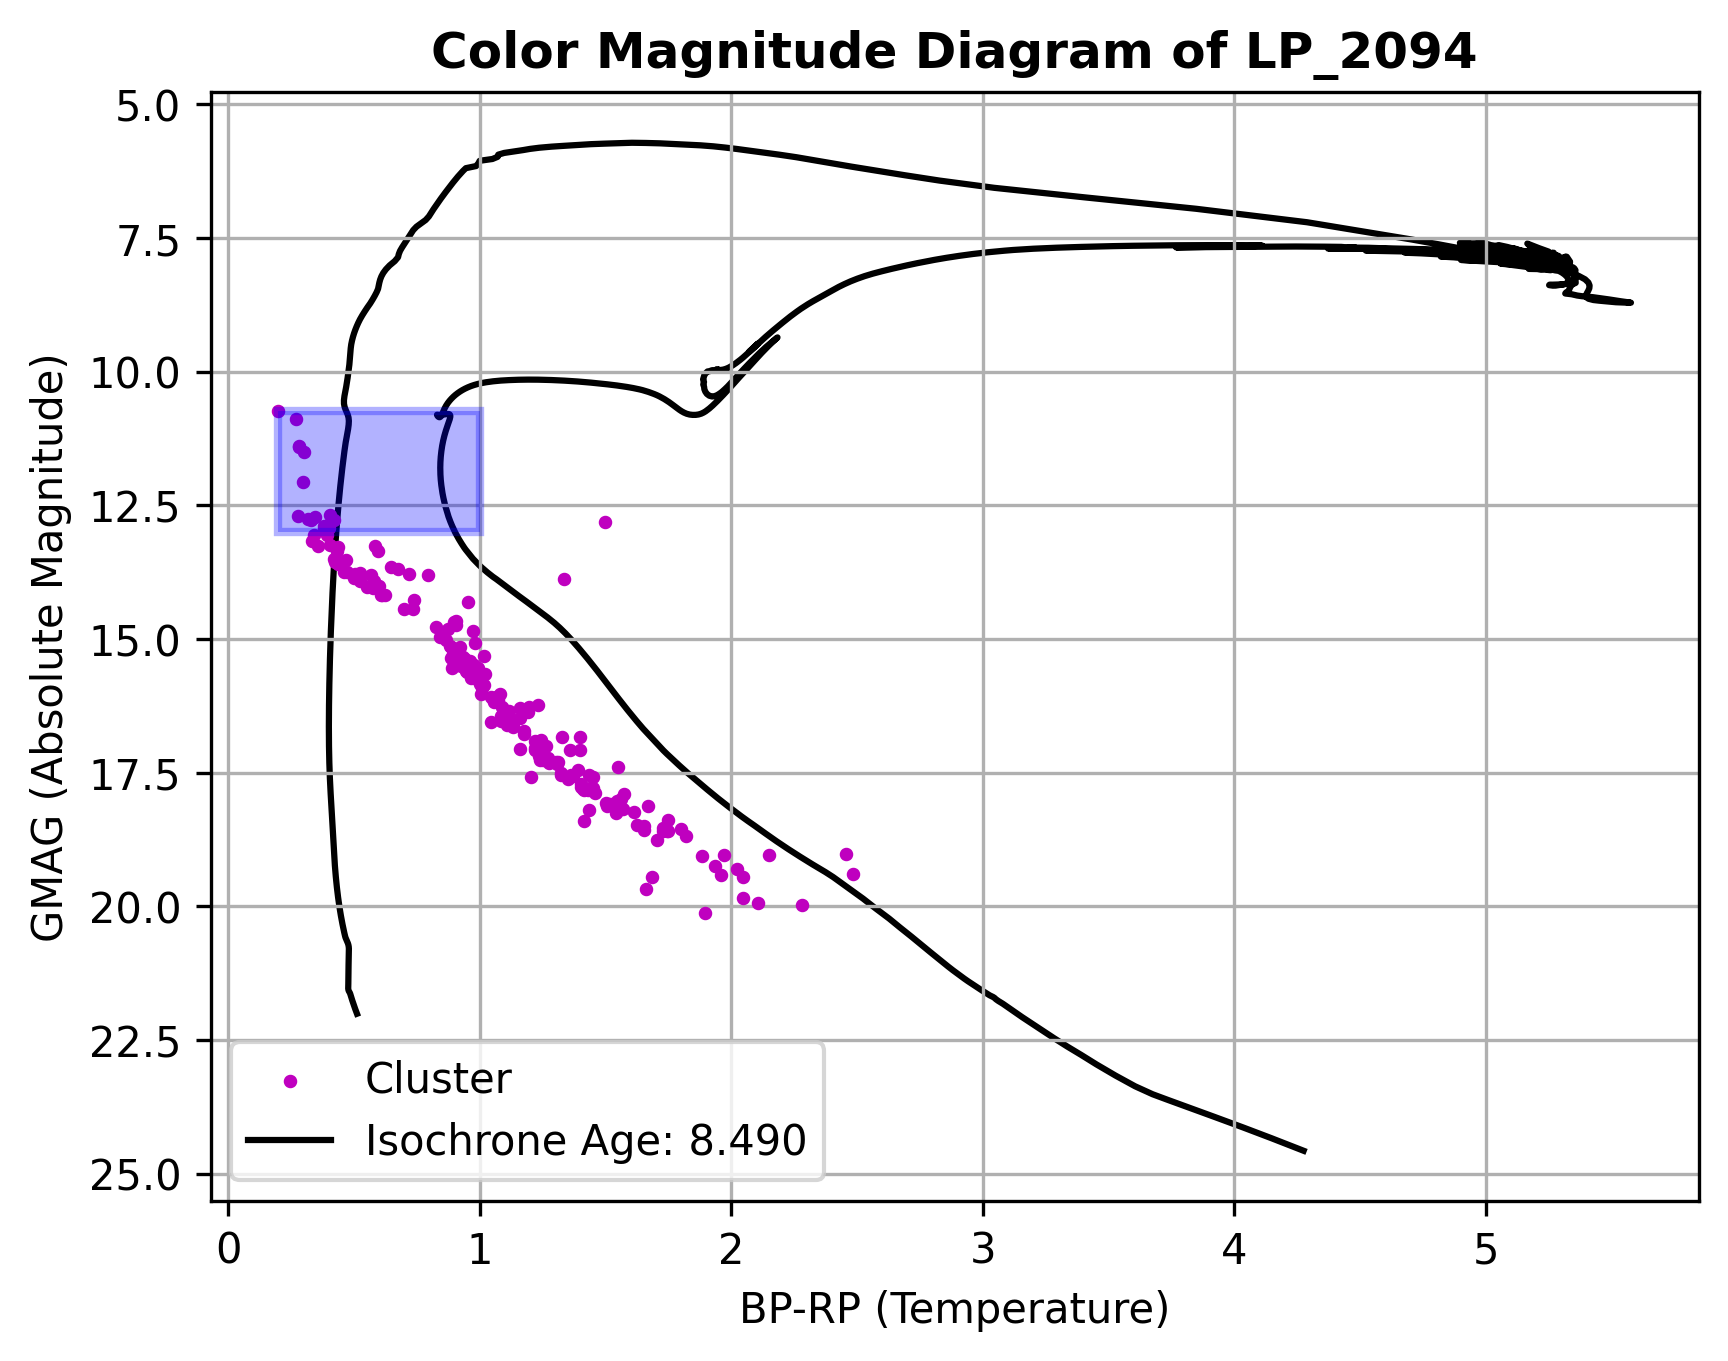 Color Magnitude Diagram of LP_2094
GMAG (Absolute Magnitude)
5.0
7.5
10.0
12.5
15.0
17.5
20.0
22.5
25.0
Cluster
Isochrone Age: 8.490
0 1 2 3 4 5
BP-RP (Temperature)